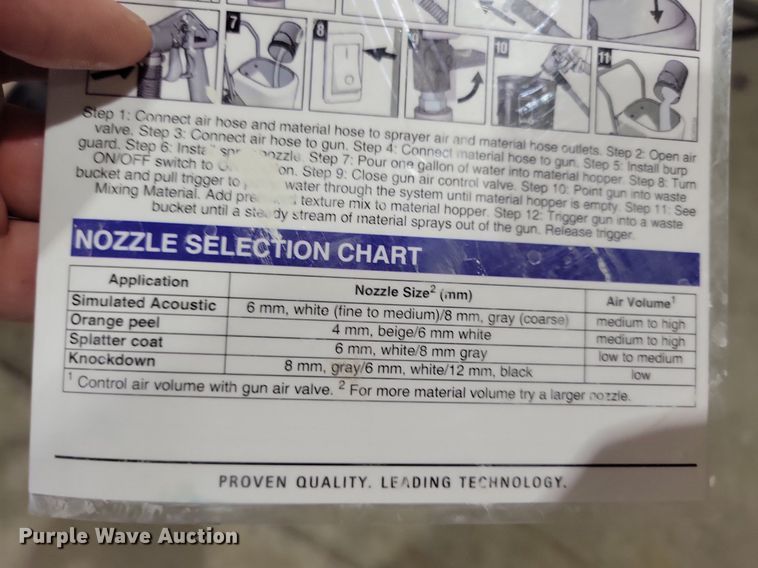 7
8
9
10
11
Step 1: Connect air hose and material hose to sprayer air and material hose outlets. Step 2: Open air
valve. Step 3: Connect air hose to gun. Step 4: Connect material hose to gun. Step 5: Install burp
guard. Step 6: Install nozzle. Step 7: Pour one gallon of water into material hopper. Step 8: Turn
ON/OFF switch to on. Step 9: Close gun air control valve. Step 10: Point gun into waste
bucket and pull trigger to water through the system until material hopper is empty. Step 11: See
Mixing Material. Add texture mix to material hopper. Step 12: Trigger gun into a waste
bucket until a steady stream of material sprays out of the gun. Release trigger.
NOZZLE SELECTION CHART
Application Nozzle Size² (mm) Air Volume¹
Simulated Acoustic 6 mm, white (fine to medium)/8 mm, gray (coarse) medium to high
Orange peel 4 mm, beige/6 mm white medium to high
Splatter coat 6 mm, white/8 mm gray low to medium
Knockdown 8 mm, gray/6 mm, white/12 mm, black low
¹ Control air volume with gun air valve. ² For more material volume try a larger nozzle.
PROVEN QUALITY. LEADING TECHNOLOGY.
Purple Wave Auction